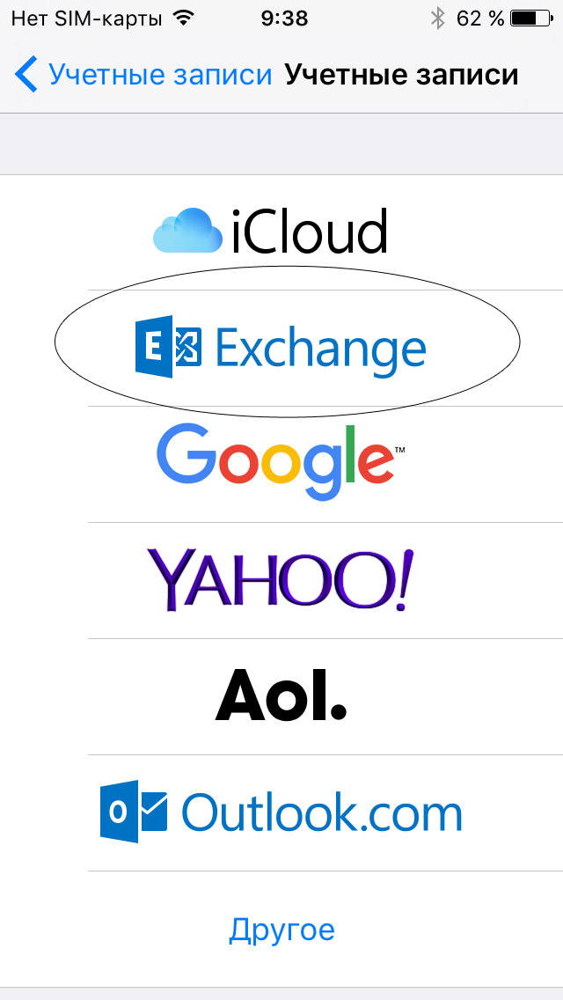 Нет SIM-карты 9:38 62 %
Учетные записи Учетные записи
iCloud
E Exchange
Google™
YAHOO!
Aol.
O Outlook.com
Другое